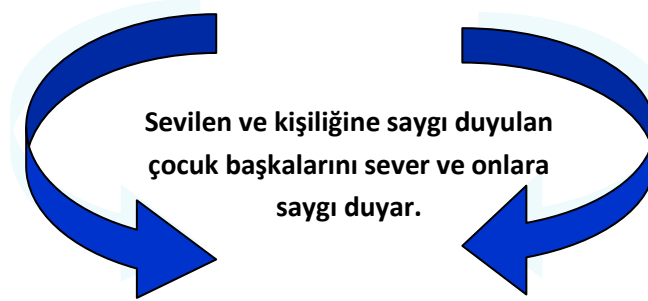 Sevilen ve kişiliğine saygı duyulan
çocuk başkalarını sever ve onlara
saygı duyar.